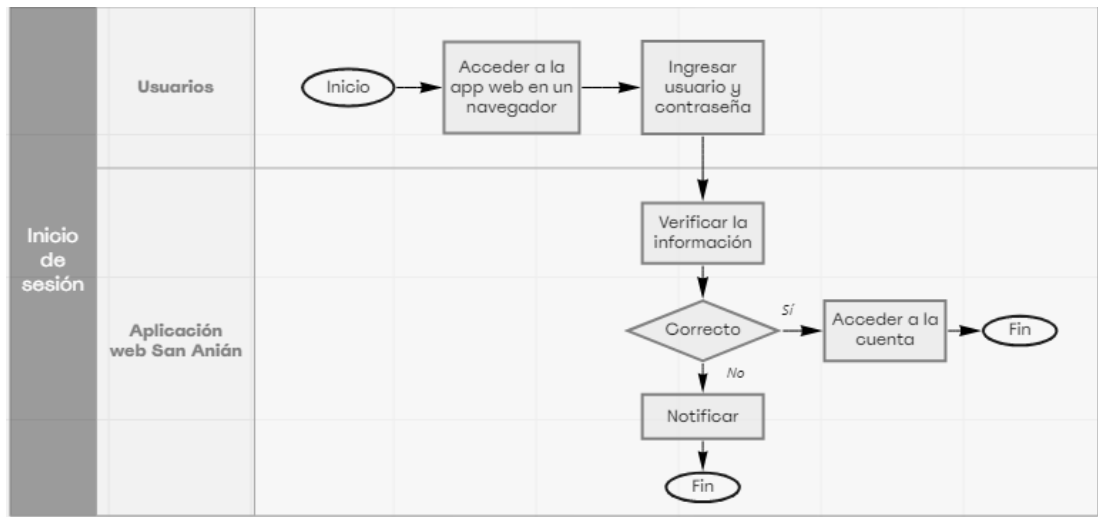 Inicio
de
sesión
Usuarios
Inicio
Acceder a la
app web en un
navegador
Ingresar
usuario y
contraseña
Aplicación
web San Anián
Verificar la
información
Correcto
Sí
Acceder a la
cuenta
Fin
No
Notificar
Fin